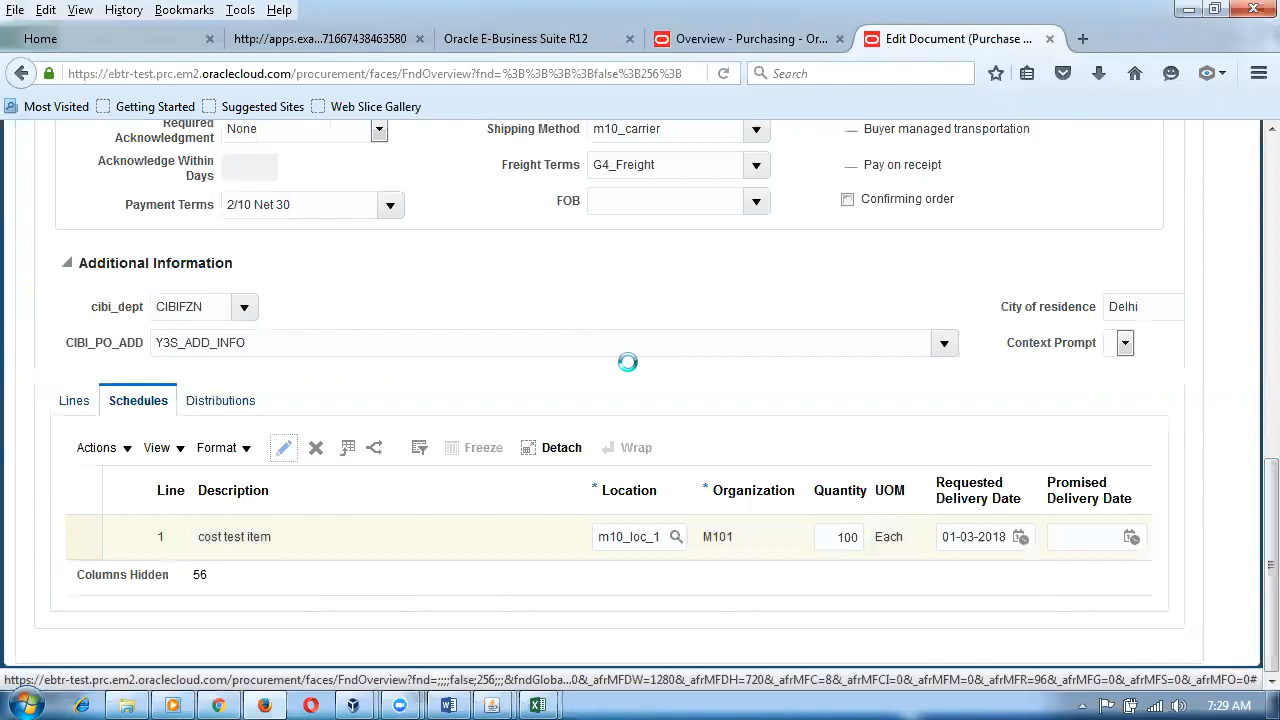 File Edit View History Bookmarks Tools Help
Home http://apps.exa...71667438463580 Oracle E-Business Suite R12 Overview - Purchasing - Or... Edit Document (Purchase ...
https://ebtr-test.prc.em2.oraclecloud.com/procurement/faces/FndOverview?fnd=%3B%3B%3B%3Bfalse%3B256%3B Search
Most Visited Getting Started Suggested Sites Web Slice Gallery
Required Acknowledgment None Shipping Method m10_carrier Buyer managed transportation
Acknowledge Within Days Freight Terms G4_Freight Pay on receipt
Payment Terms 2/10 Net 30 FOB Confirming order
Additional Information
cibi_dept CIBIFZN City of residence Delhi
CIBI_PO_ADD Y3S_ADD_INFO Context Prompt
Lines Schedules Distributions
Actions View Format Freeze Detach Wrap
Line Description * Location * Organization Quantity UOM Requested Delivery Date Promised Delivery Date
1 cost test item m10_loc_1 M101 100 Each 01-03-2018
Columns Hidden 56
https://ebtr-test.prc.em2.oraclecloud.com/procurement/faces/FndOverview?fnd=;;;;false;256;;;&fndGloba...0&_afrMFDW=1280&_afrMFDH=720&_afrMFC=8&_afrMFCI=0&_afrMFM=0&_afrMFR=96&_afrMFG=0&_afrMFS=0&_afrMFO=0#
7:29 AM